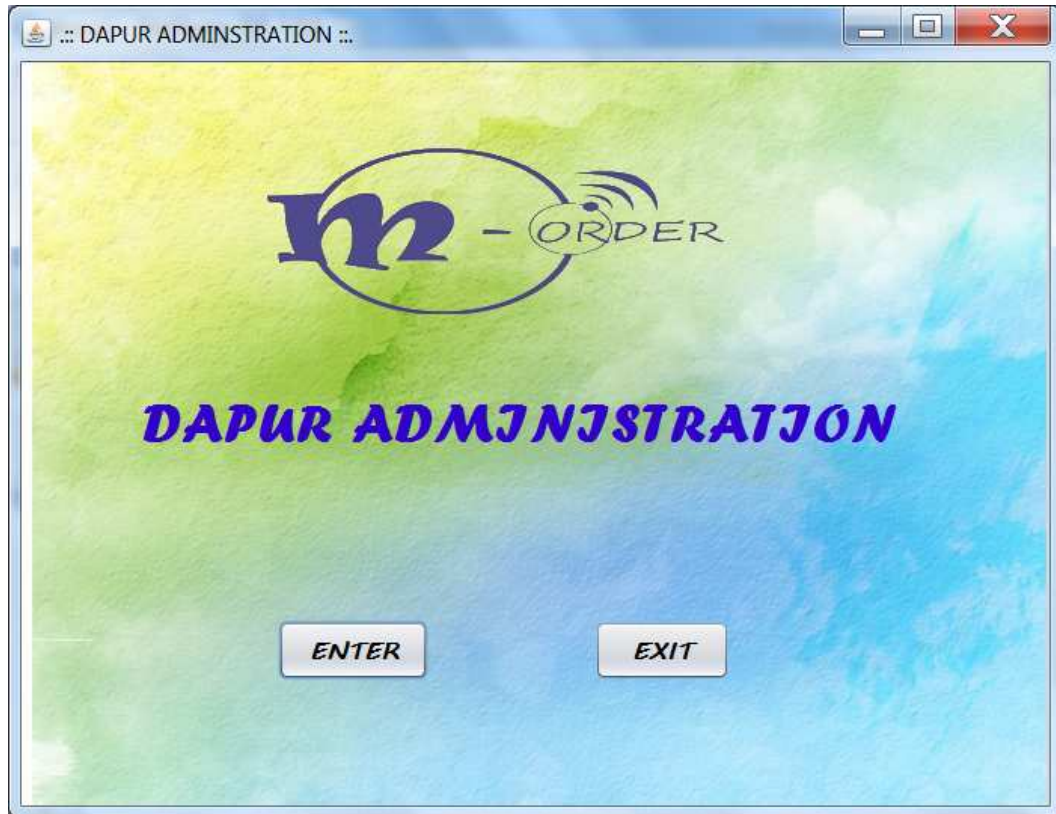 .:: DAPUR ADMINSTRATION ::.
m - ORDER
DAPUR ADMINISTRATION
ENTER EXIT